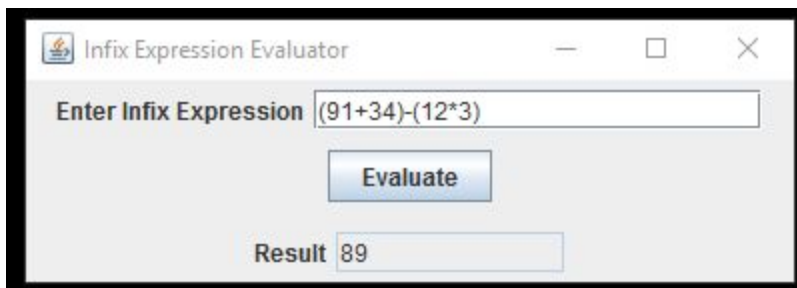 Infix Expression Evaluator
Enter Infix Expression (91+34)-(12*3)
Evaluate
Result 89